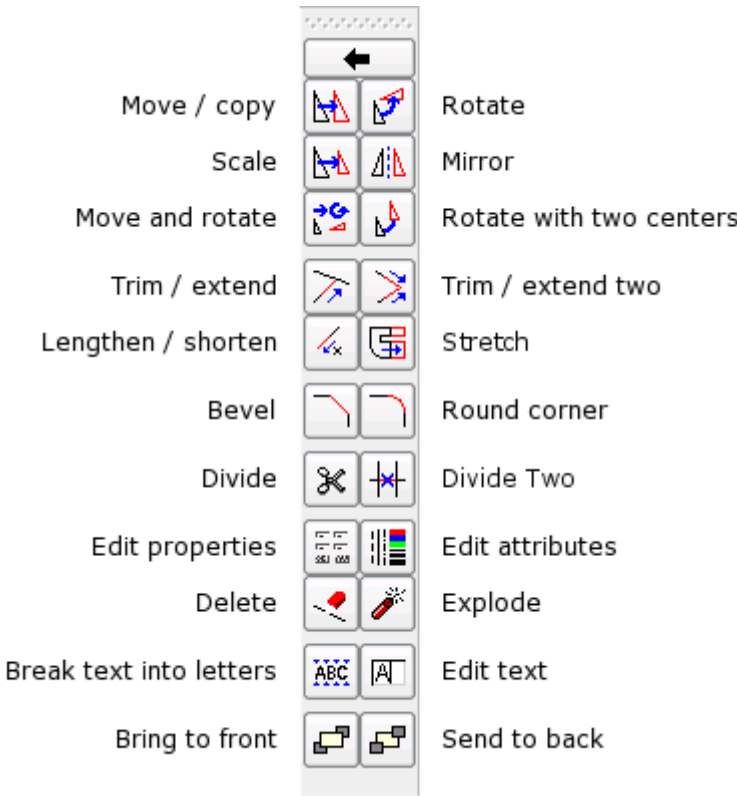 Move / copy Rotate
Scale Mirror
Move and rotate Rotate with two centers
Trim / extend Trim / extend two
Lengthen / shorten Stretch
Bevel Round corner
Divide Divide Two
Edit properties Edit attributes
Delete Explode
Break text into letters ABC A Edit text
Bring to front Send to back